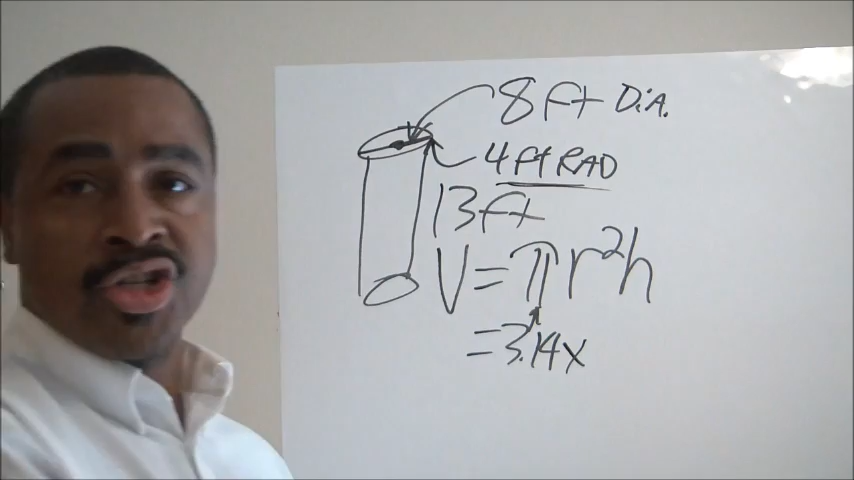 8ft DiA.
4ft RAD
13ft
V=πr²h
=3.14x